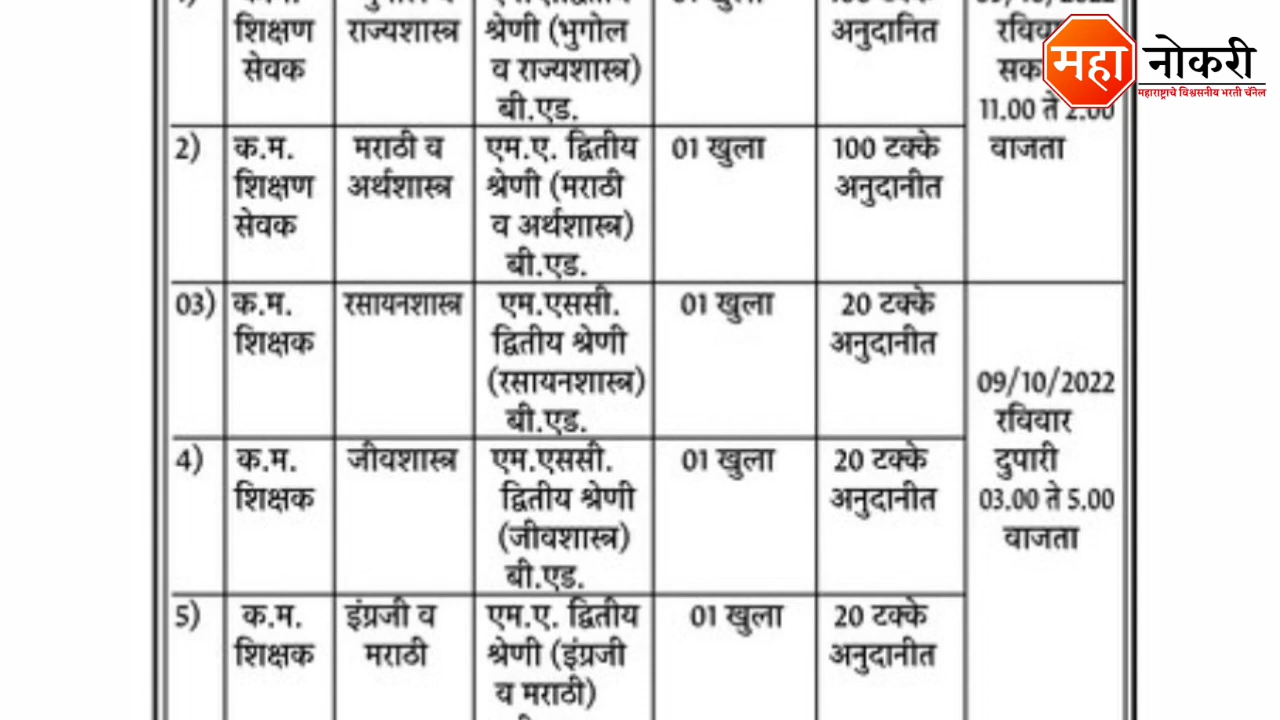 शिक्षण
सेवक
राज्यशास्त्र
श्रेणी (भुगोल
व राज्यशास्त्र)
बी.एड.
01 खुला
अनुदानित
11.00 ते 2.00
वाजता
2)
क.म.
शिक्षण
सेवक
मराठी व
अर्थशास्त्र
एम.ए. द्वितीय
श्रेणी (मराठी
व अर्थशास्त्र)
बी.एड.
01 खुला
100 टक्के
अनुदानीत
03)
क.म.
शिक्षक
रसायनशास्त्र
एम.एससी.
द्वितीय श्रेणी
(रसायनशास्त्र)
बी.एड.
01 खुला
20 टक्के
अनुदानीत
09/10/2022
रविवार
दुपारी
03.00 ते 5.00
वाजता
4)
क.म.
शिक्षक
जीवशास्त्र
एम.एससी.
द्वितीय श्रेणी
(जीवशास्त्र)
बी.एड.
01 खुला
20 टक्के
अनुदानीत
5)
क.म.
शिक्षक
इंग्रजी व
मराठी
एम.ए. द्वितीय
श्रेणी (इंग्रजी
व मराठी)
01 खुला
20 टक्के
अनुदानीत
महा नोकरी
महाराष्ट्राचे विश्वसनीय भरती चॅनेल